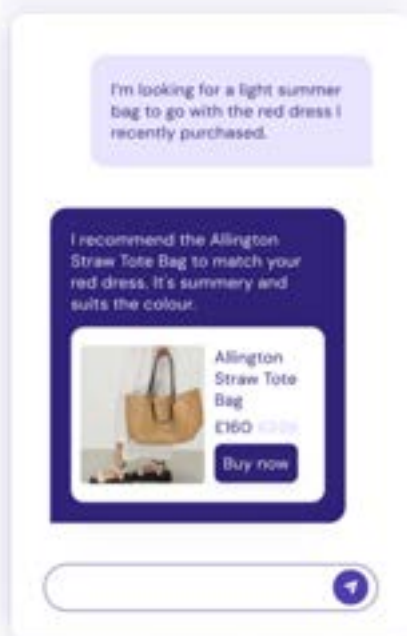 I'm looking for a light summer
bag to go with the red dress I
recently purchased.
I recommend the Allington
Straw Tote Bag to match your
red dress. It's summery and
suits the colour.
Allington
Straw Tote
Bag
£160
Buy now